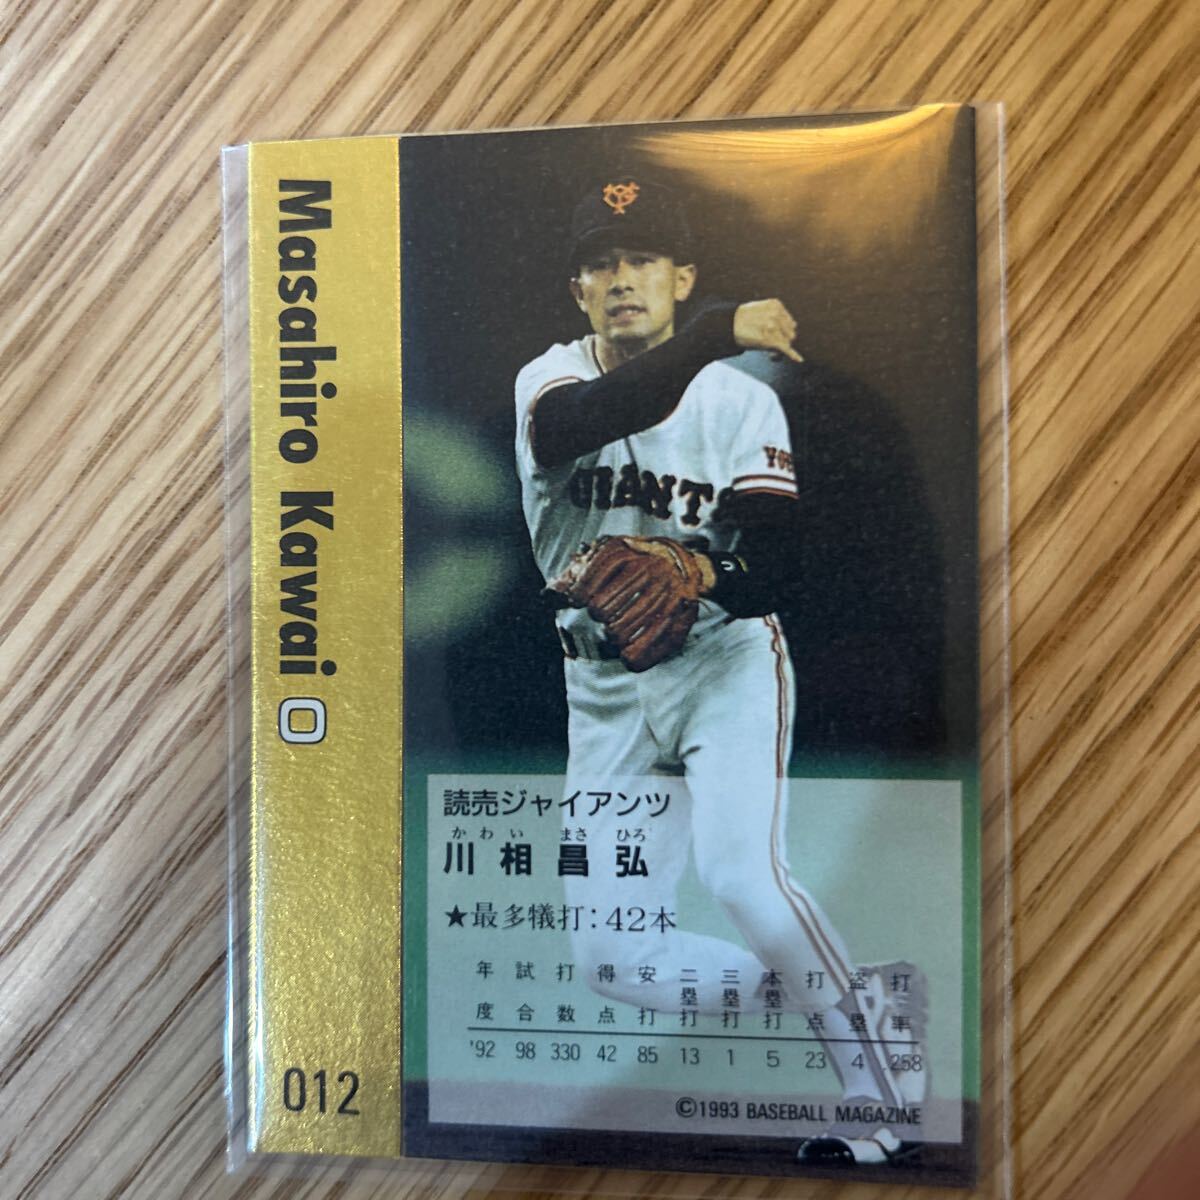 Masahiro Kawai 0
012
YG
YO
GIANTS
読売ジャイアンツ
かわい まさ ひろ
川相昌弘
★最多犠打:42本
年度 試合 打数 得点 安打 二塁打 三塁打 本塁打 打点 盗塁 打率
'92 98 330 42 85 13 1 5 23 4 .258
©1993 BASEBALL MAGAZINE